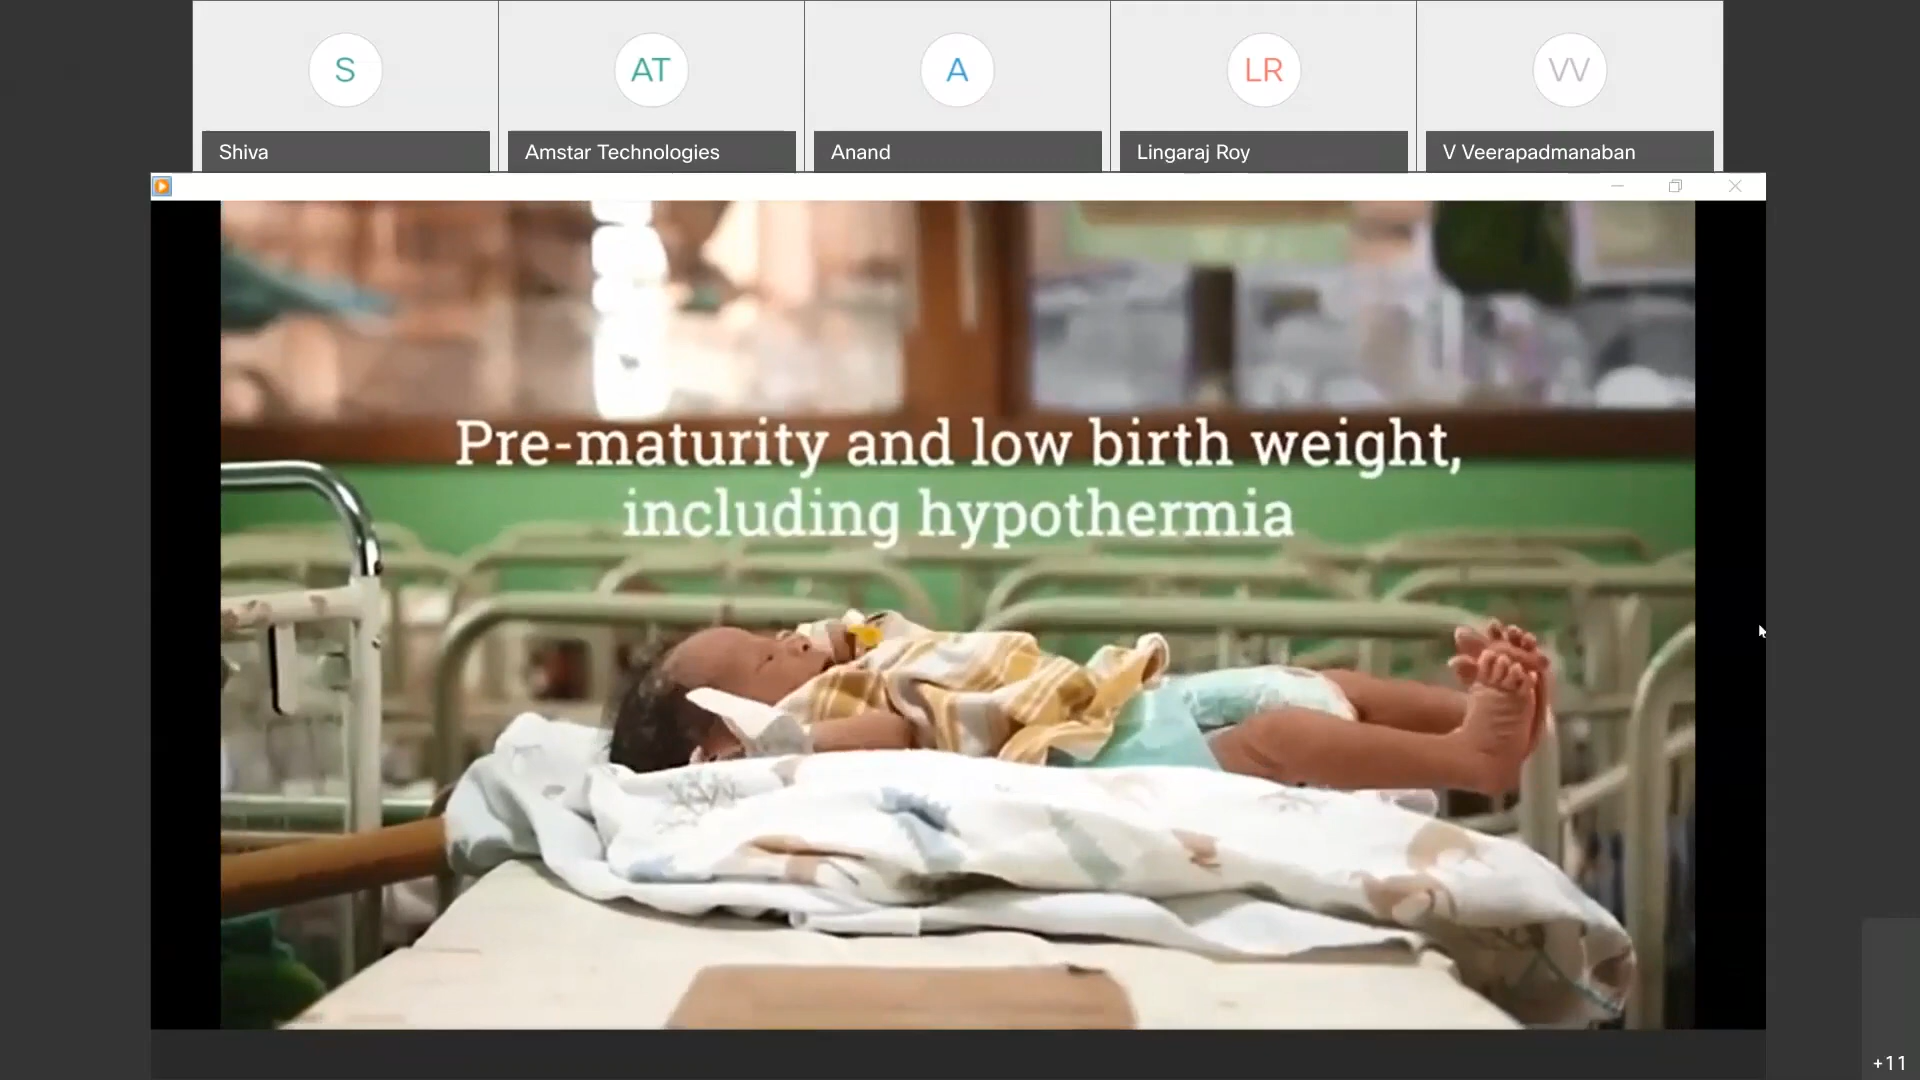 S
AT
A
LR
VV
Shiva
Amstar Technologies
Anand
Lingaraj Roy
V Veerapadmanaban
Pre-maturity and low birth weight,
including hypothermia
+11